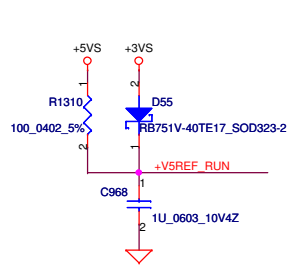 +5VS
+3VS
1
2
R1310
D55
100_0402_5%
RB751V-40TE17_SOD323-2
2
1
+V5REF_RUN
1
C968
1U_0603_10V4Z
2